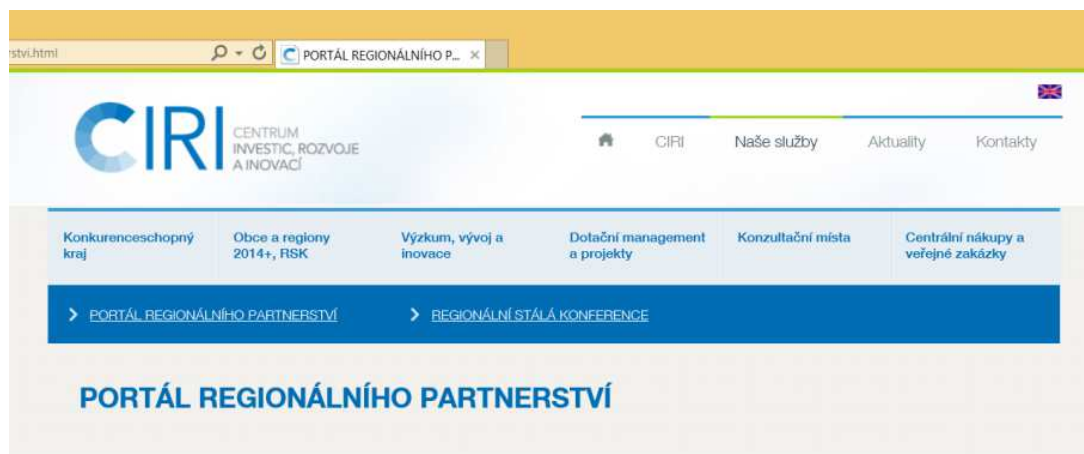 rstvi.html
PORTÁL REGIONÁLNÍHO P...
CIRI
CENTRUM
INVESTIC, ROZVOJE
A INOVACÍ
CIRI Naše služby Aktuality Kontakty
Konkurenceschopný
kraj
Obce a regiony
2014+, RSK
Výzkum, vývoj a
inovace
Dotační management
a projekty
Konzultační místa
Centrální nákupy a
veřejné zakázky
PORTÁL REGIONÁLNÍHO PARTNERSTVÍ
REGIONÁLNÍ STÁLÁ KONFERENCE
PORTÁL REGIONÁLNÍHO PARTNERSTVÍ